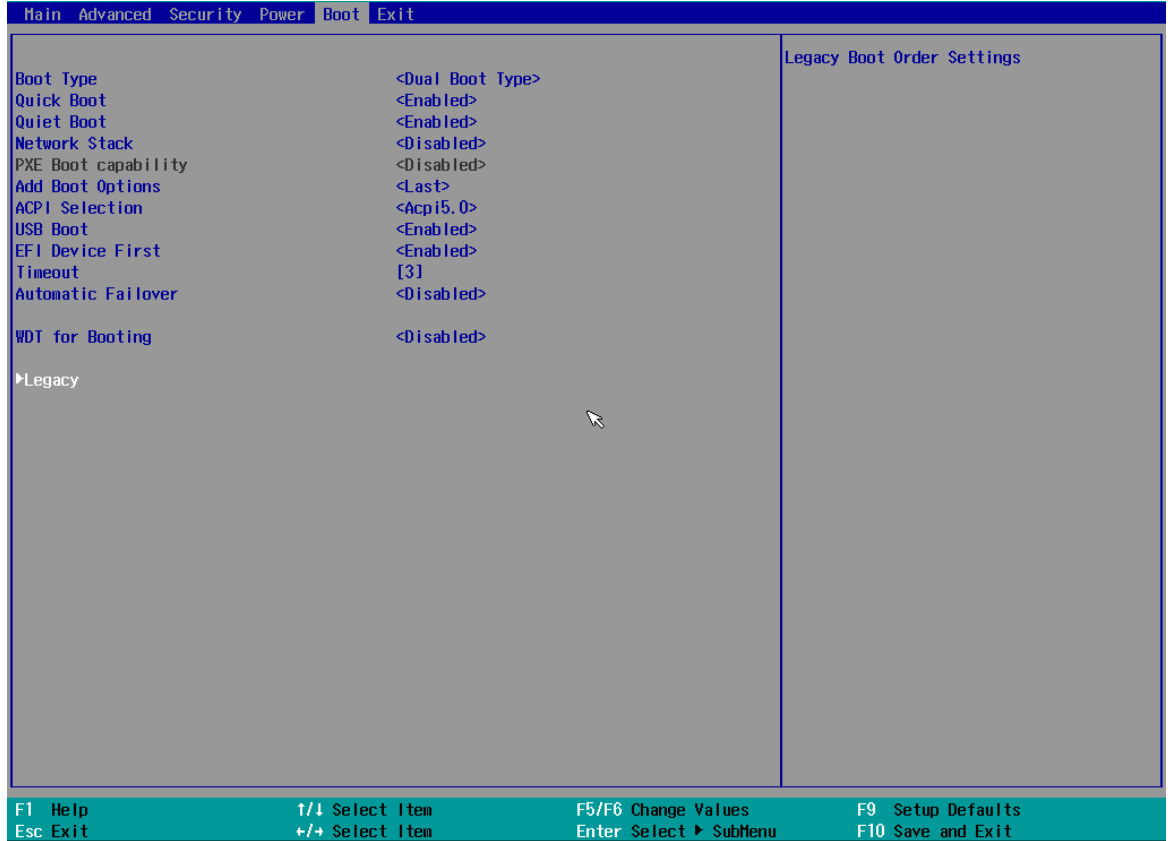 Main Advanced Security Power Boot Exit
Legacy Boot Order Settings
Boot Type <Dual Boot Type>
Quick Boot <Enabled>
Quiet Boot <Enabled>
Network Stack <Disabled>
PXE Boot capability <Disabled>
Add Boot Options <Last>
ACPI Selection <Acpi5.0>
USB Boot <Enabled>
EFI Device First <Enabled>
Timeout [3]
Automatic Failover <Disabled>
WDT for Booting <Disabled>
▶Legacy
F1 Help ↑/↓ Select Item F5/F6 Change Values F9 Setup Defaults
Esc Exit ←/→ Select Item Enter Select ▶ SubMenu F10 Save and Exit